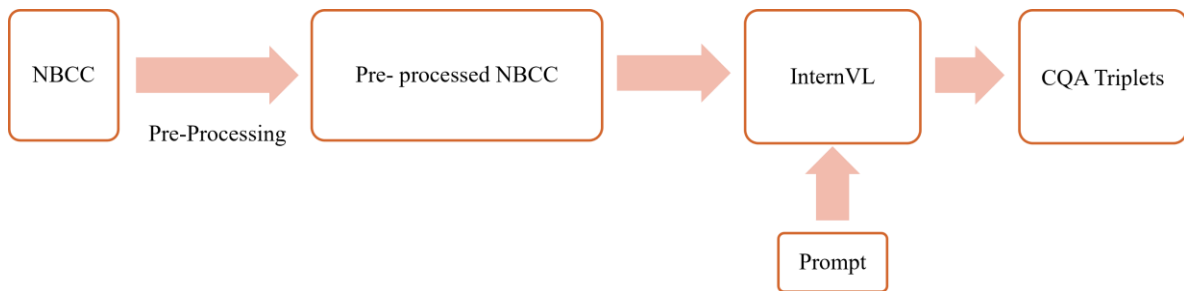 NBCC
Pre-Processing
Pre- processed NBCC
InternVL
CQA Triplets
Prompt